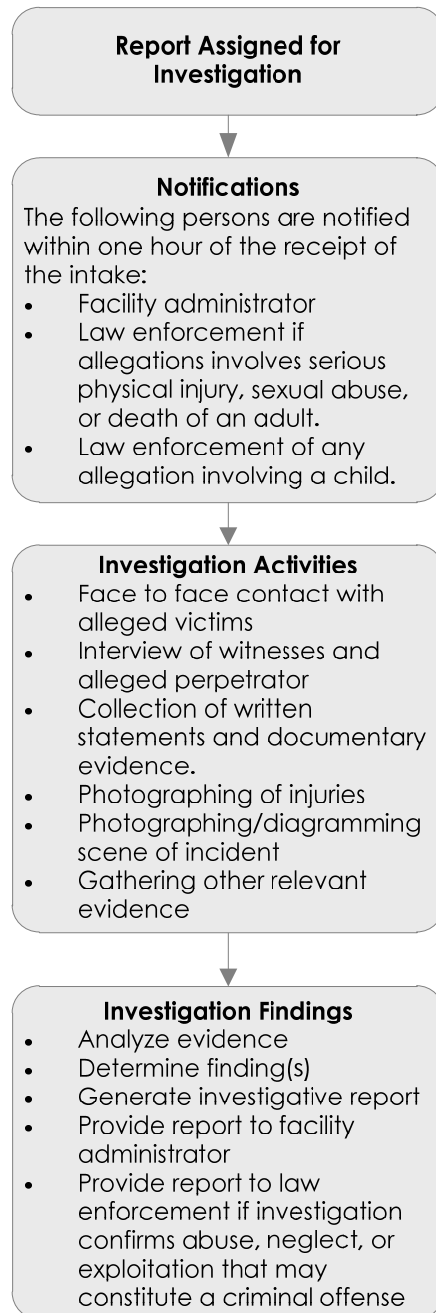 Report Assigned for
Investigation
Notifications
The following persons are notified
within one hour of the receipt of
the intake:
• Facility administrator
• Law enforcement if
allegations involves serious
physical injury, sexual abuse,
or death of an adult.
• Law enforcement of any
allegation involving a child.
Investigation Activities
• Face to face contact with
alleged victims
• Interview of witnesses and
alleged perpetrator
• Collection of written
statements and documentary
evidence.
• Photographing of injuries
• Photographing/diagramming
scene of incident
• Gathering other relevant
evidence
Investigation Findings
• Analyze evidence
• Determine finding(s)
• Generate investigative report
• Provide report to facility
administrator
• Provide report to law
enforcement if investigation
confirms abuse, neglect, or
exploitation that may
constitute a criminal offense